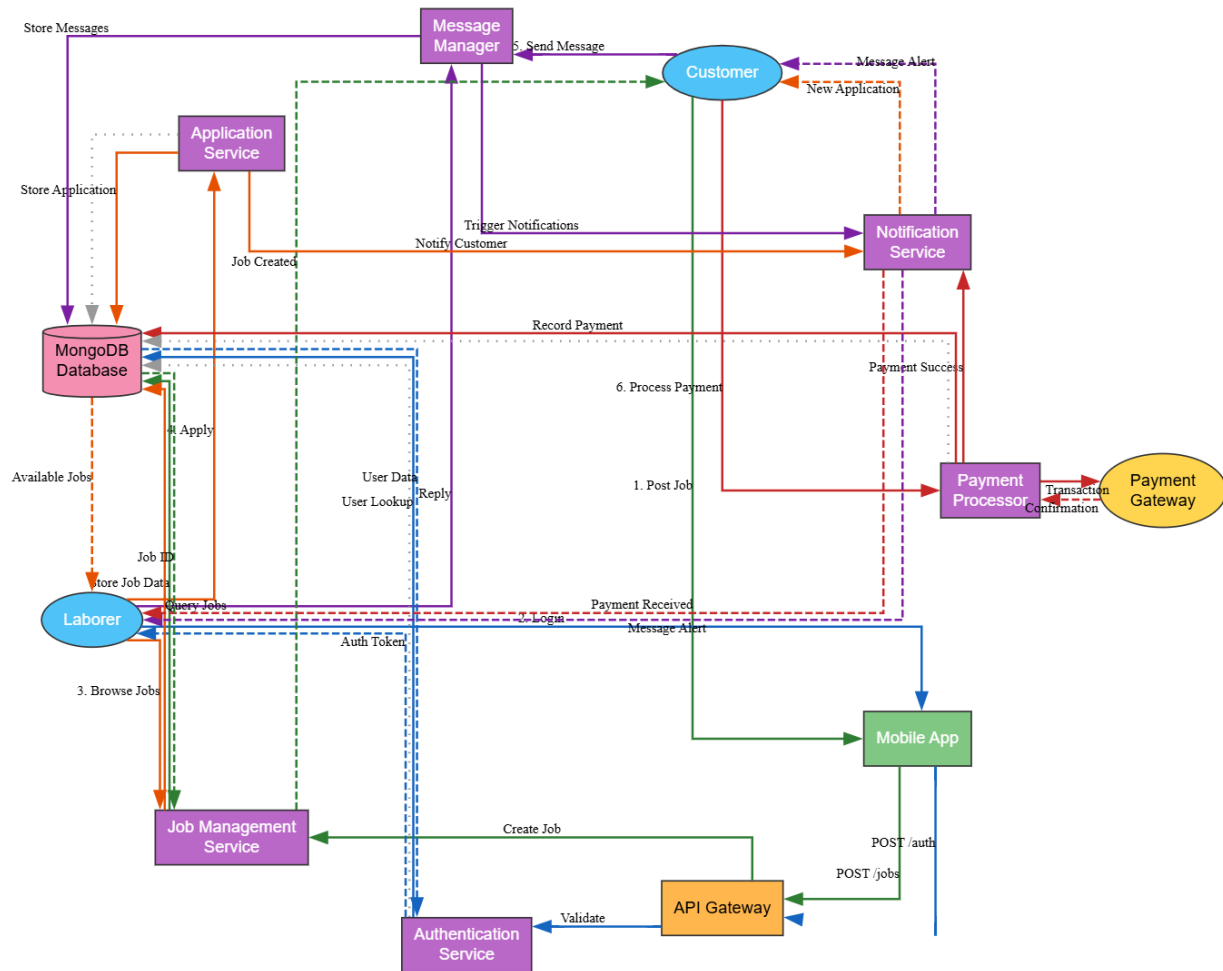 Store Messages
Message
Manager
5. Send Message
Customer
Message Alert
New Application
Application
Service
Store Application
Trigger Notifications
Notify Customer
Job Created
Notification
Service
MongoDB
Database
Record Payment
Payment Success
6. Process Payment
4. Apply
Available Jobs
User Data
Reply
User Lookup
1. Post Job
Payment
Processor
Transaction
Confirmation
Payment
Gateway
Job ID
Store Job Data
Query Jobs
Laborer
Payment Received
2. Login
Message Alert
Auth Token
3. Browse Jobs
Mobile App
Job Management
Service
Create Job
POST /auth
POST /jobs
API Gateway
Validate
Authentication
Service